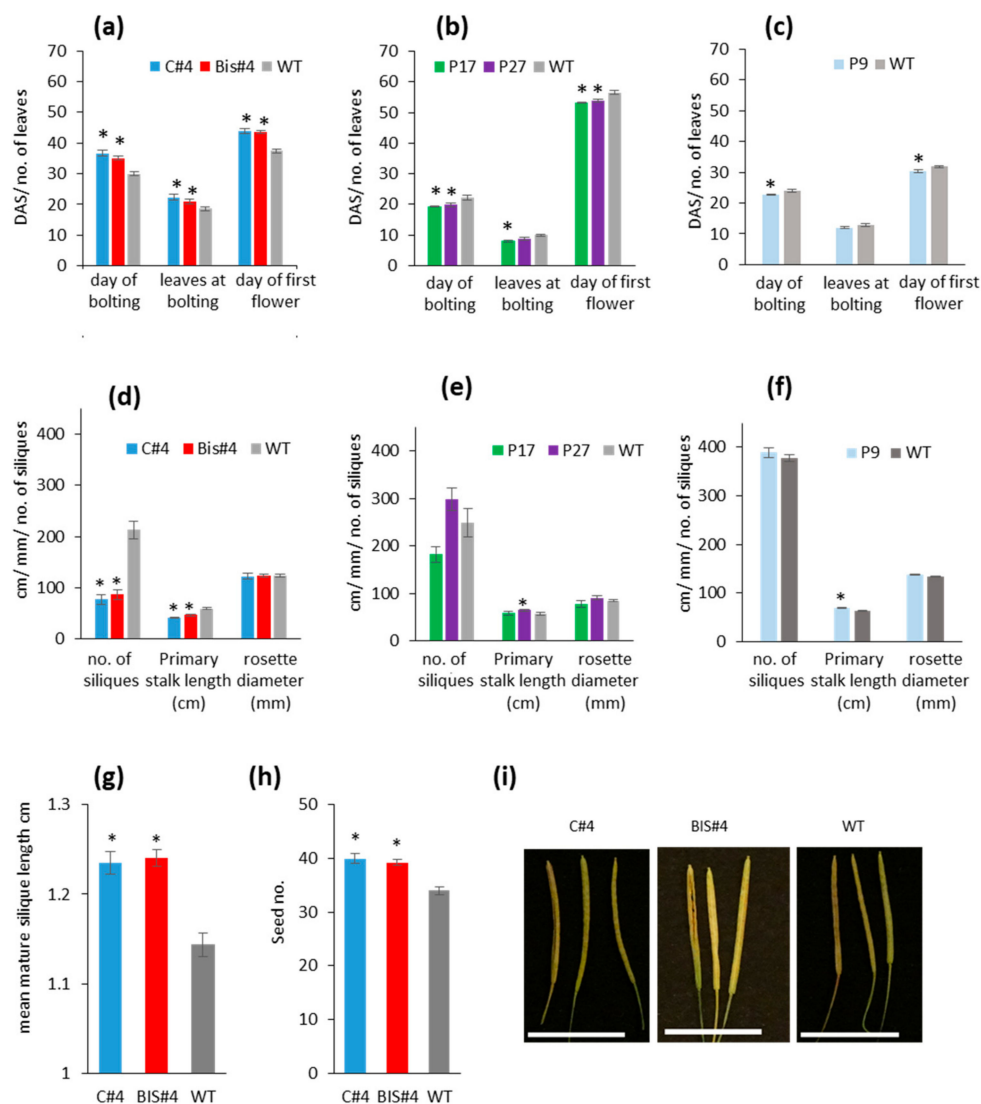 (a)
C#4 Bis#4 WT
DAS/ no. of leaves
70
60
50
40
30
20
10
0
* * * * * *
day of bolting
leaves at bolting
day of first flower
(b)
P17 P27 WT
DAS/ no. of leaves
70
60
50
40
30
20
10
0
* * * * *
day of bolting
leaves at bolting
day of first flower
(c)
P9 WT
DAS/ no. of leaves
70
60
50
40
30
20
10
0
* *
day of bolting
leaves at bolting
day of first flower
(d)
C#4 Bis#4 WT
cm/ mm/ no. of siliques
400
300
200
100
0
* * * *
no. of siliques
Primary stalk length (cm)
rosette diameter (mm)
(e)
P17 P27 WT
cm/ mm/ no. of siliques
400
300
200
100
0
*
no. of siliques
Primary stalk length (cm)
rosette diameter (mm)
(f)
P9 WT
cm/ mm/ no. of siliques
400
300
200
100
0
*
no. of siliques
Primary stalk length (cm)
rosette diameter (mm)
(g)
mean mature silique length cm
1.3
1.2
1.1
1
* *
C#4 BIS#4 WT
(h)
Seed no.
50
40
30
20
10
0
* *
C#4 BIS#4 WT
(i)
C#4 BIS#4 WT